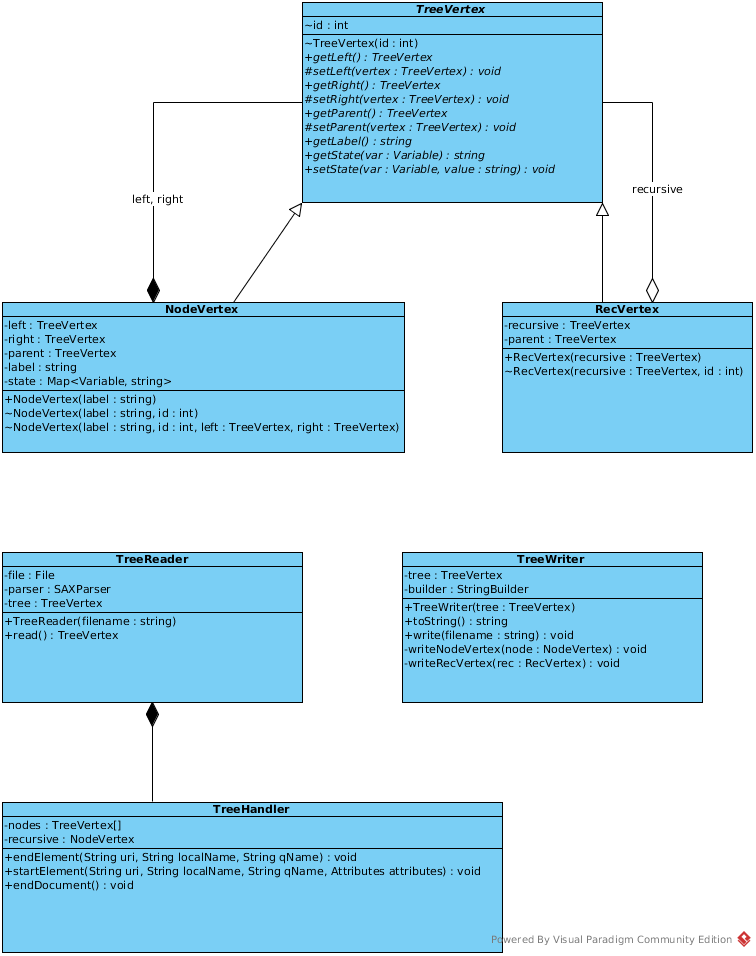 TreeVertex
~id : int
~TreeVertex(id : int)
+getLeft() : TreeVertex
#setLeft(vertex : TreeVertex) : void
+getRight() : TreeVertex
#setRight(vertex : TreeVertex) : void
+getParent() : TreeVertex
#setParent(vertex : TreeVertex) : void
+getLabel() : string
+getState(var : Variable) : string
+setState(var : Variable, value : string) : void
left, right
recursive
NodeVertex
-left : TreeVertex
-right : TreeVertex
-parent : TreeVertex
-label : string
-state : Map<Variable, string>
+NodeVertex(label : string)
~NodeVertex(label : string, id : int)
~NodeVertex(label : string, id : int, left : TreeVertex, right : TreeVertex)
RecVertex
-recursive : TreeVertex
-parent : TreeVertex
+RecVertex(recursive : TreeVertex)
~RecVertex(recursive : TreeVertex, id : int)
TreeReader
-file : File
-parser : SAXParser
-tree : TreeVertex
+TreeReader(filename : string)
+read() : TreeVertex
TreeWriter
-tree : TreeVertex
-builder : StringBuilder
+TreeWriter(tree : TreeVertex)
+toString() : string
+write(filename : string) : void
-writeNodeVertex(node : NodeVertex) : void
-writeRecVertex(rec : RecVertex) : void
TreeHandler
-nodes : TreeVertex[]
-recursive : NodeVertex
+endElement(String uri, String localName, String qName) : void
+startElement(String uri, String localName, String qName, Attributes attributes) : void
+endDocument() : void
Powered By Visual Paradigm Community Edition